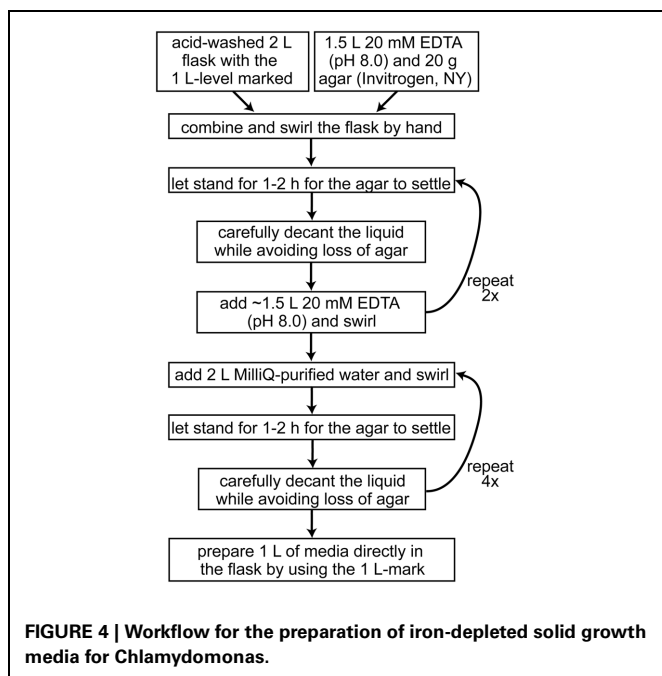 acid-washed 2 L
flask with the
1 L-level marked
1.5 L 20 mM EDTA
(pH 8.0) and 20 g
agar (Invitrogen, NY)
combine and swirl the flask by hand
let stand for 1-2 h for the agar to settle
carefully decant the liquid
while avoiding loss of agar
repeat
2x
add ~1.5 L 20 mM EDTA
(pH 8.0) and swirl
add 2 L MilliQ-purified water and swirl
let stand for 1-2 h for the agar to settle
repeat
4x
carefully decant the liquid
while avoiding loss of agar
prepare 1 L of media directly in
the flask by using the 1 L-mark
FIGURE 4 | Workflow for the preparation of iron-depleted solid growth
media for Chlamydomonas.